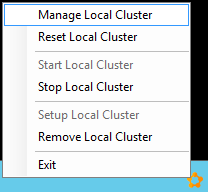 Manage Local Cluster
Reset Local Cluster
Start Local Cluster
Stop Local Cluster
Setup Local Cluster
Remove Local Cluster
Exit